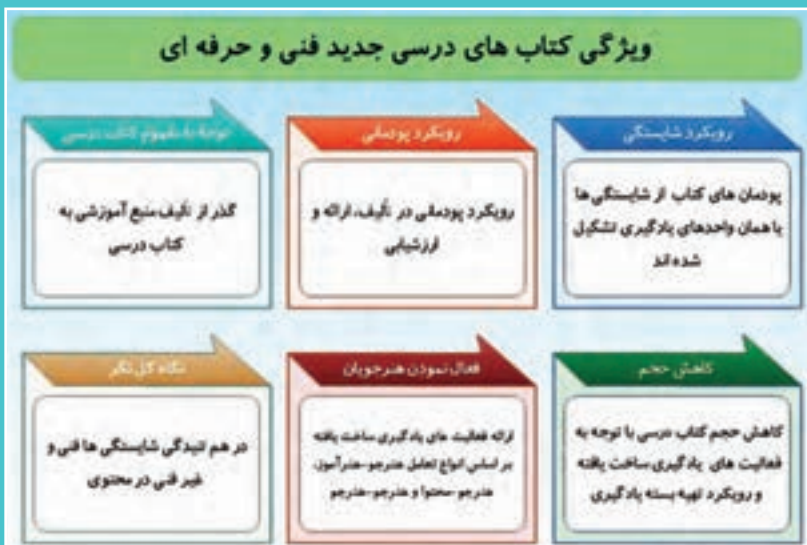 ویژگی کتاب های درسی جدید فنی و حرفه ای
رویکرد شایستگی
پودمان های کتاب از شایستگی ها
یا همان واحدهای یادگیری تشکیل
شده اند
رویکرد پودمانی
رویکرد پودمانی در تألیف، ارائه و
ارزشیابی
توجه به مفهوم کتاب درسی
گذر از تألیف منبع آموزشی به
کتاب درسی
کاهش حجم
کاهش حجم کتاب درسی با توجه به
فعالیت های یادگیری ساخت یافته
و رویکرد تهیه بسته یادگیری
فعال نمودن هنرجویان
ارائه فعالیت های یادگیری ساخت یافته
بر اساس انواع تعامل هنرجو-هنرآموز،
هنرجو-محتوا و هنرجو-هنرجو
نگاه کل نگر
در هم تنیدگی شایستگی ها فنی و
غیر فنی در محتوی